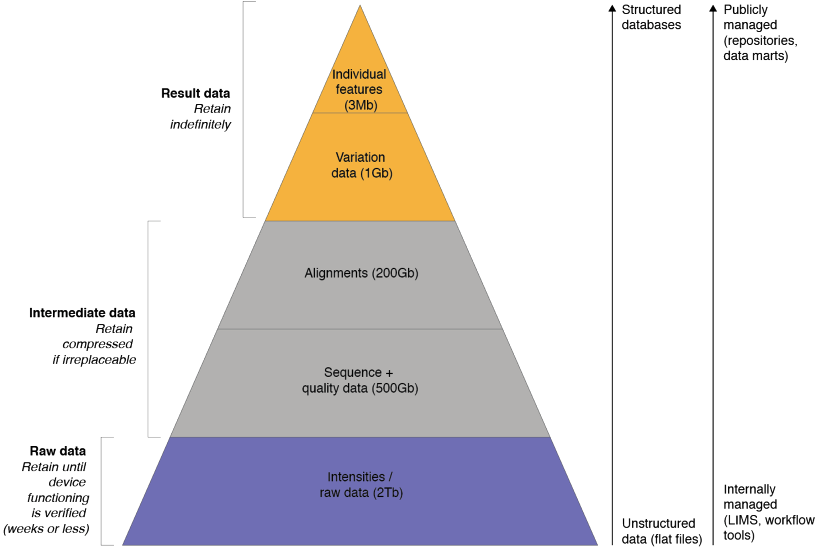 Structured
databases
Publicly
managed
(repositories,
data marts)
Result data
Retain
indefinitely
Individual
features
(3Mb)
Variation
data (1Gb)
Alignments (200Gb)
Intermediate data
Retain
compressed
if irreplaceable
Sequence +
quality data (500Gb)
Raw data
Retain until
device
functioning
is verified
(weeks or less)
Intensities /
raw data (2Tb)
Unstructured
data (flat files)
Internally
managed
(LIMS, workflow
tools)